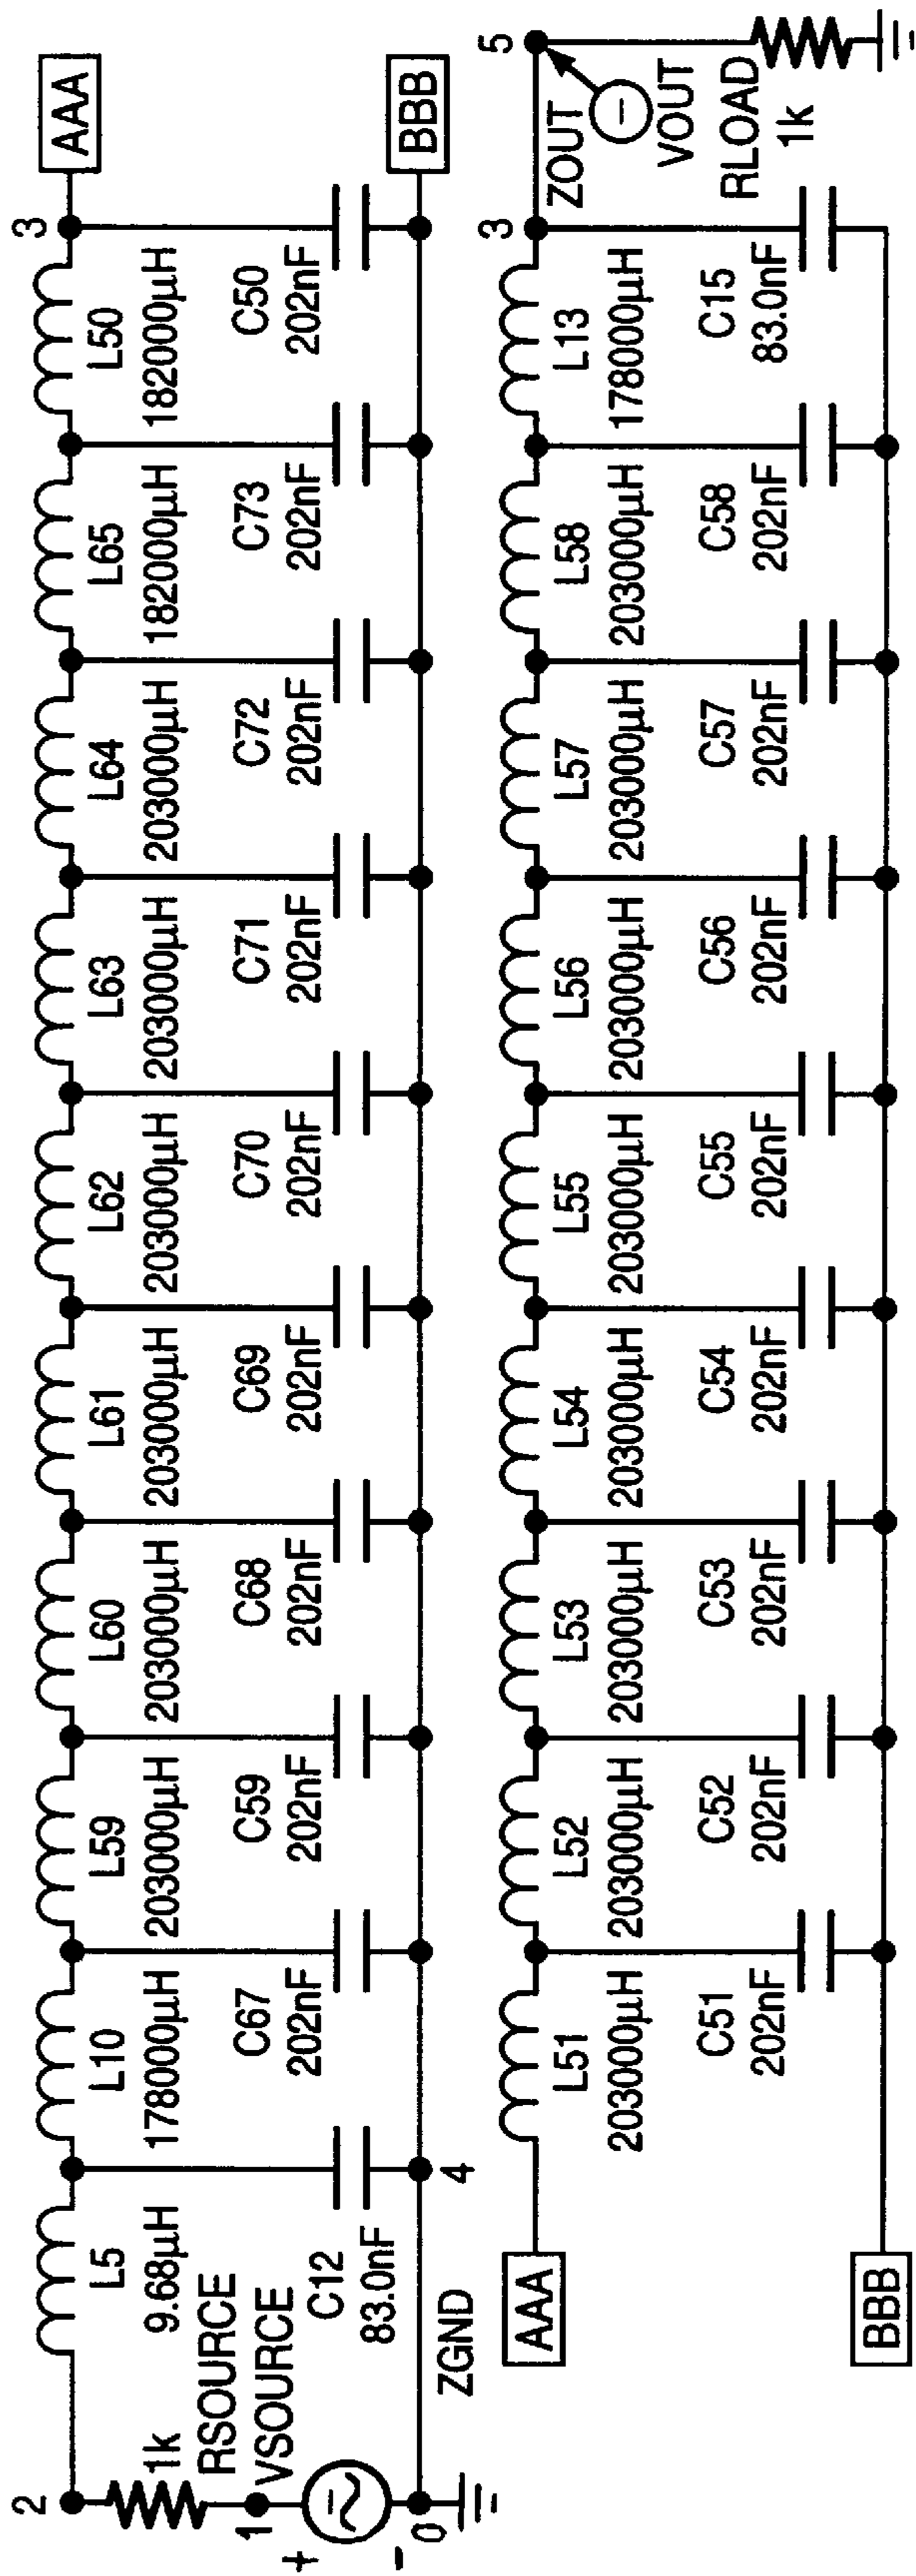 2
1k
RSOURCE
1
VSOURCE
+
-
0
L5
9.68µH
C12
83.0nF
4
ZGND
L10
178000µH
C67
202nF
L59
203000µH
C59
202nF
L60
203000µH
C68
202nF
L61
203000µH
C69
202nF
L62
203000µH
C70
202nF
L63
203000µH
C71
202nF
L64
203000µH
C72
202nF
L65
182000µH
C73
202nF
L50
182000µH
C50
202nF
3
AAA
BBB
AAA
BBB
L51
203000µH
C51
202nF
L52
203000µH
C52
202nF
L53
203000µH
C53
202nF
L54
203000µH
C54
202nF
L55
203000µH
C55
202nF
L56
203000µH
C56
202nF
L57
203000µH
C57
202nF
L58
203000µH
C58
202nF
L13
178000µH
C15
83.0nF
3
ZOUT
5
VOUT
RLOAD
1k